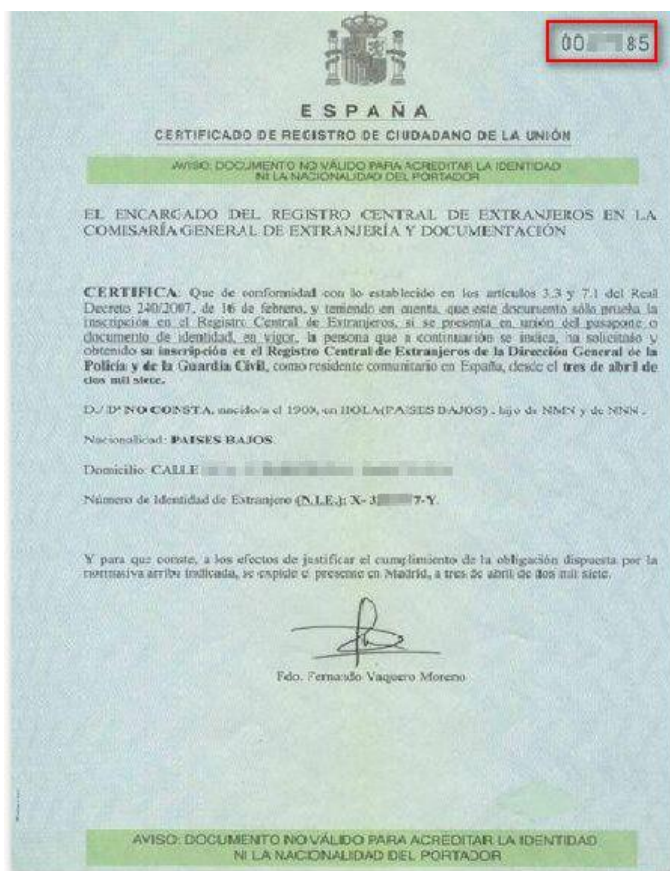 00 85
ESPAÑA
CERTIFICADO DE REGISTRO DE CIUDADANO DE LA UNIÓN
AVISO: DOCUMENTO NO VÁLIDO PARA ACREDITAR LA IDENTIDAD
NI LA NACIONALIDAD DEL PORTADOR
EL ENCARGADO DEL REGISTRO CENTRAL DE EXTRANJEROS EN LA
COMISARÍA GENERAL DE EXTRANJERÍA Y DOCUMENTACIÓN
CERTIFICA: Que de conformidad con lo establecido en los artículos 3.3 y 7.1 del Real
Decreto 240/2007, de 16 de febrero, y teniendo en cuenta, que este documento sólo prueba la
inscripción en el Registro Central de Extranjeros, si se presenta en unión del pasaporte o
documento de identidad, en vigor, la persona que a continuación se indica, ha solicitado y
obtenido su inscripción en el Registro Central de Extranjeros de la Dirección General de la
Policía y de la Guardia Civil, como residente comunitario en España, desde el tres de abril de
dos mil siete.
D./Dª NO CONSTA, nacido/a el 1908, en HOLA(PAISES BAJOS) , hijo de NMN y de NNN .
Nacionalidad: PAISES BAJOS.
Domicilio: CALLE
Número de Identidad de Extranjero (N.I.E.): X- 3 7-Y.
Y para que conste, a los efectos de justificar el cumplimiento de la obligación dispuesta por la
normativa arriba indicada, se expide el presente en Madrid, a tres de abril de dos mil siete.
Fdo. Fernando Vaquero Moreno
AVISO: DOCUMENTO NO VÁLIDO PARA ACREDITAR LA IDENTIDAD
NI LA NACIONALIDAD DEL PORTADOR